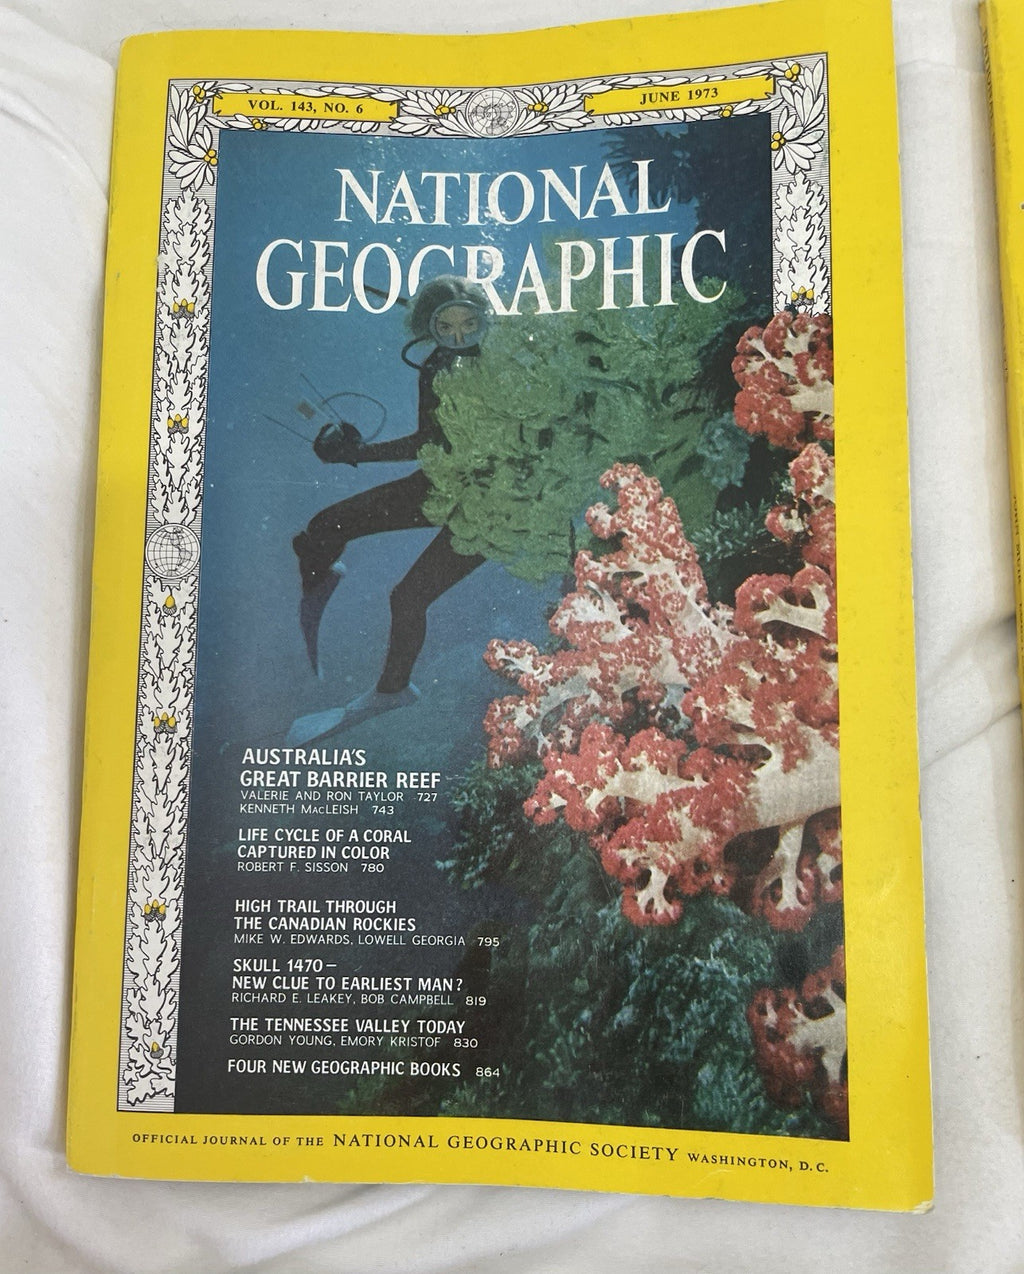 VOL. 143, NO. 6
JUNE 1973
NATIONAL
GEOGRAPHIC
AUSTRALIA'S
GREAT BARRIER REEF
VALERIE AND RON TAYLOR 727
KENNETH MacLEISH 743
LIFE CYCLE OF A CORAL
CAPTURED IN COLOR
ROBERT F. SISSON 780
HIGH TRAIL THROUGH
THE CANADIAN ROCKIES
MIKE W. EDWARDS, LOWELL GEORGIA 795
SKULL 1470—
NEW CLUE TO EARLIEST MAN?
RICHARD E. LEAKEY, BOB CAMPBELL 819
THE TENNESSEE VALLEY TODAY
GORDON YOUNG, EMORY KRISTOF 830
FOUR NEW GEOGRAPHIC BOOKS 864
OFFICIAL JOURNAL OF THE NATIONAL GEOGRAPHIC SOCIETY WASHINGTON, D.C.